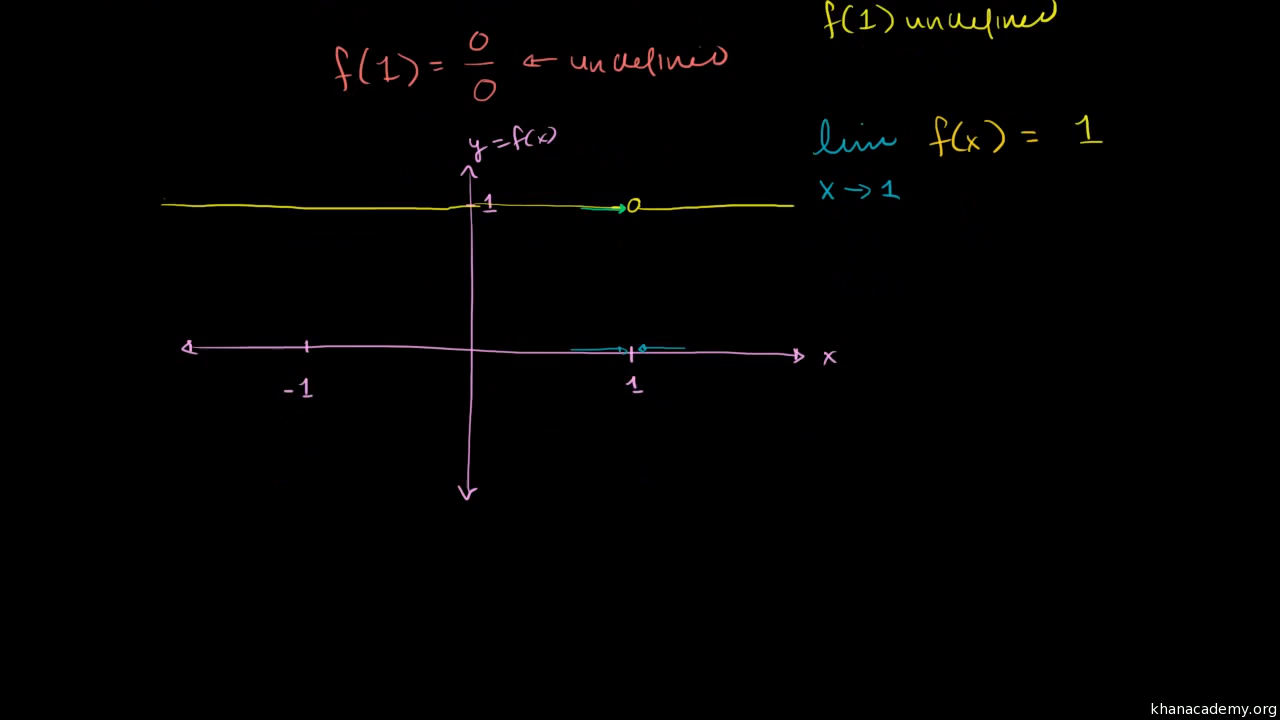 f(1) undefined
f(1) = 0/0 ← undefined
y = f(x)
lim f(x) = 1
x → 1
1
x
-1
1
khanacademy.org